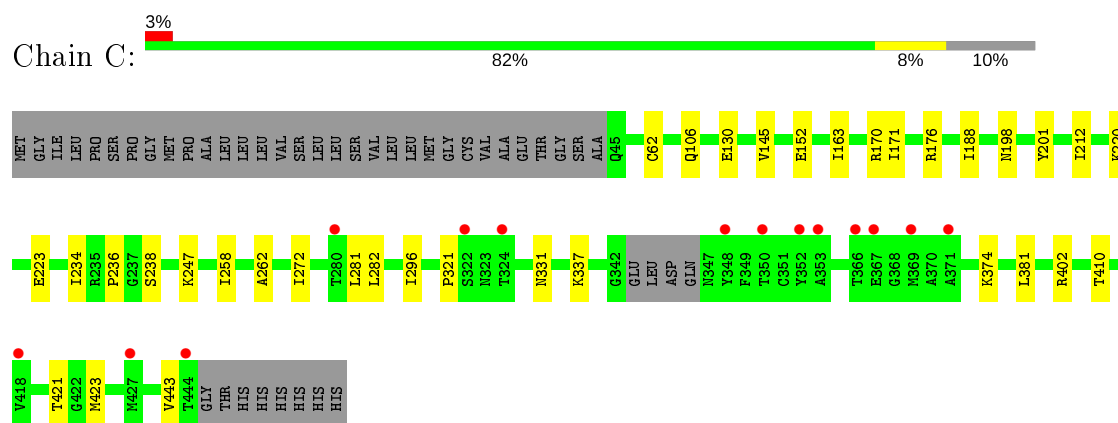 3%
Chain C:
82% 8% 10%
MET GLY ILE LEU PRO SER PRO GLY MET PRO ALA LEU LEU LEU VAL SER LEU LEU SER VAL LEU LEU MET GLY CYS VAL ALA GLU THR GLY SER ALA Q45 C62 Q106 E130 V145 E152 I163 R170 I171 R176 I188 N198 Y201 I212 K220
E223 I234 R235 P236 G237 S238 K247 I258 A262 I272 T280 L281 L282 I296 P321 S322 N323 T324 N331 K337 G342 GLU LEU ASP GLN N347 Y348 F349 T350 C351 Y352 A353 T366 E367 G368 M369 A370 A371 K374 L381 R402 T410
V418 T421 G422 M423 M427 V443 T444 GLY THR HIS HIS HIS HIS HIS HIS